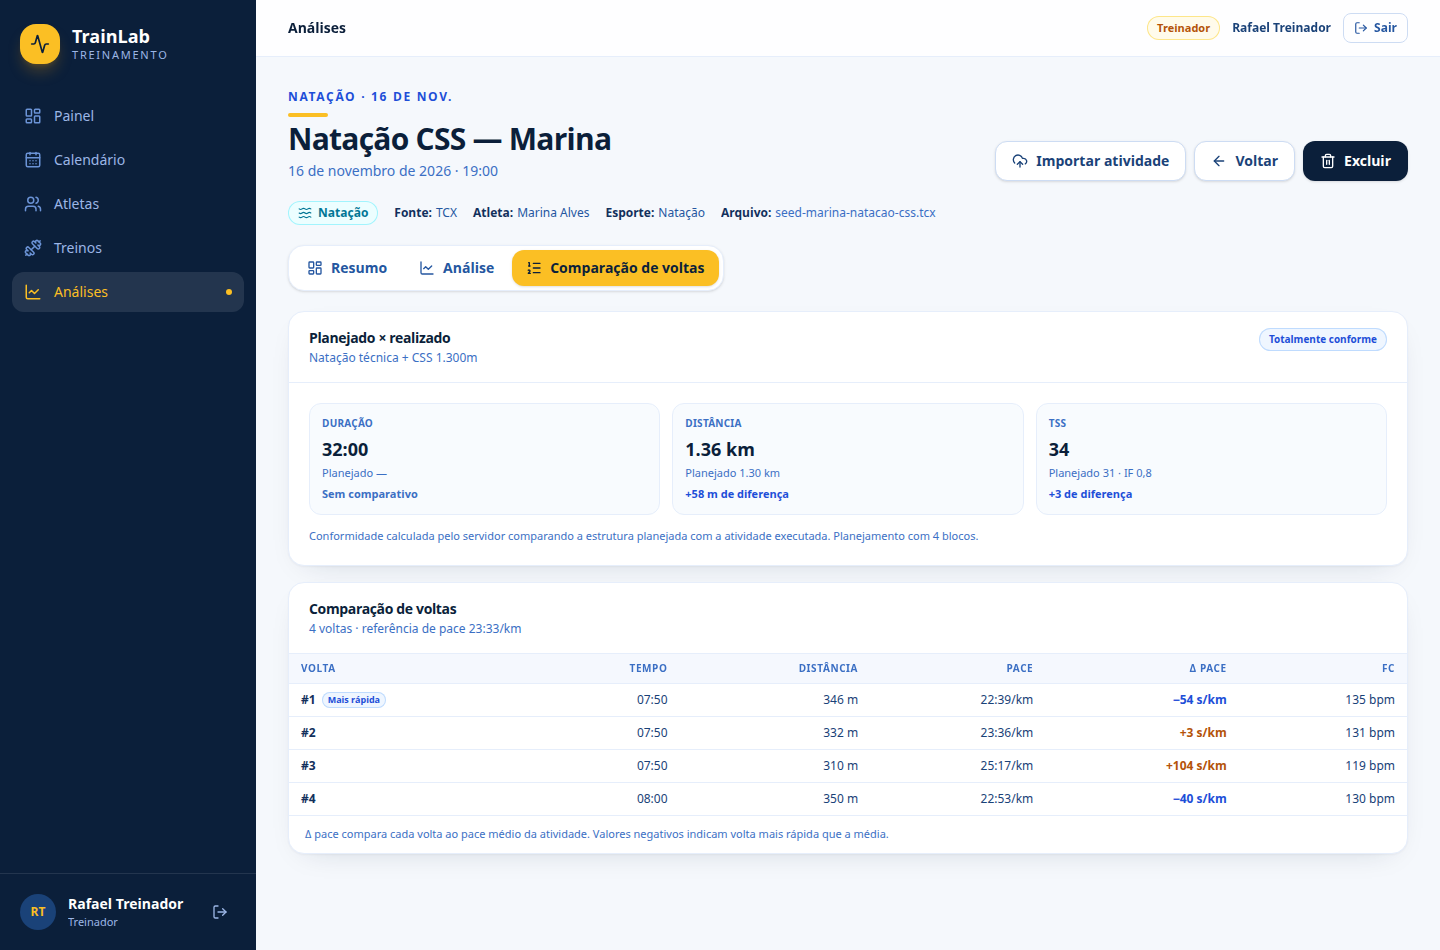 TrainLab
TREINAMENTO
Painel
Calendário
Atletas
Treinos
Análises
RT
Rafael Treinador
Treinador
Análises
Treinador
Rafael Treinador
Sair
NATAÇÃO · 16 DE NOV.
Natação CSS — Marina
16 de novembro de 2026 · 19:00
Importar atividade
Voltar
Excluir
Natação
Fonte: TCX
Atleta: Marina Alves
Esporte: Natação
Arquivo: seed-marina-natacao-css.tcx
Resumo
Análise
Comparação de voltas
Planejado × realizado
Natação técnica + CSS 1.300m
Totalmente conforme
DURAÇÃO
32:00
Planejado —
Sem comparativo
DISTÂNCIA
1.36 km
Planejado 1.30 km
+58 m de diferença
TSS
34
Planejado 31 · IF 0,8
+3 de diferença
Conformidade calculada pelo servidor comparando a estrutura planejada com a atividade executada. Planejamento com 4 blocos.
Comparação de voltas
4 voltas · referência de pace 23:33/km
VOLTA TEMPO DISTÂNCIA PACE Δ PACE FC
#1 Mais rápida 07:50 346 m 22:39/km −54 s/km 135 bpm
#2 07:50 332 m 23:36/km +3 s/km 131 bpm
#3 07:50 310 m 25:17/km +104 s/km 119 bpm
#4 08:00 350 m 22:53/km −40 s/km 130 bpm
Δ pace compara cada volta ao pace médio da atividade. Valores negativos indicam volta mais rápida que a média.